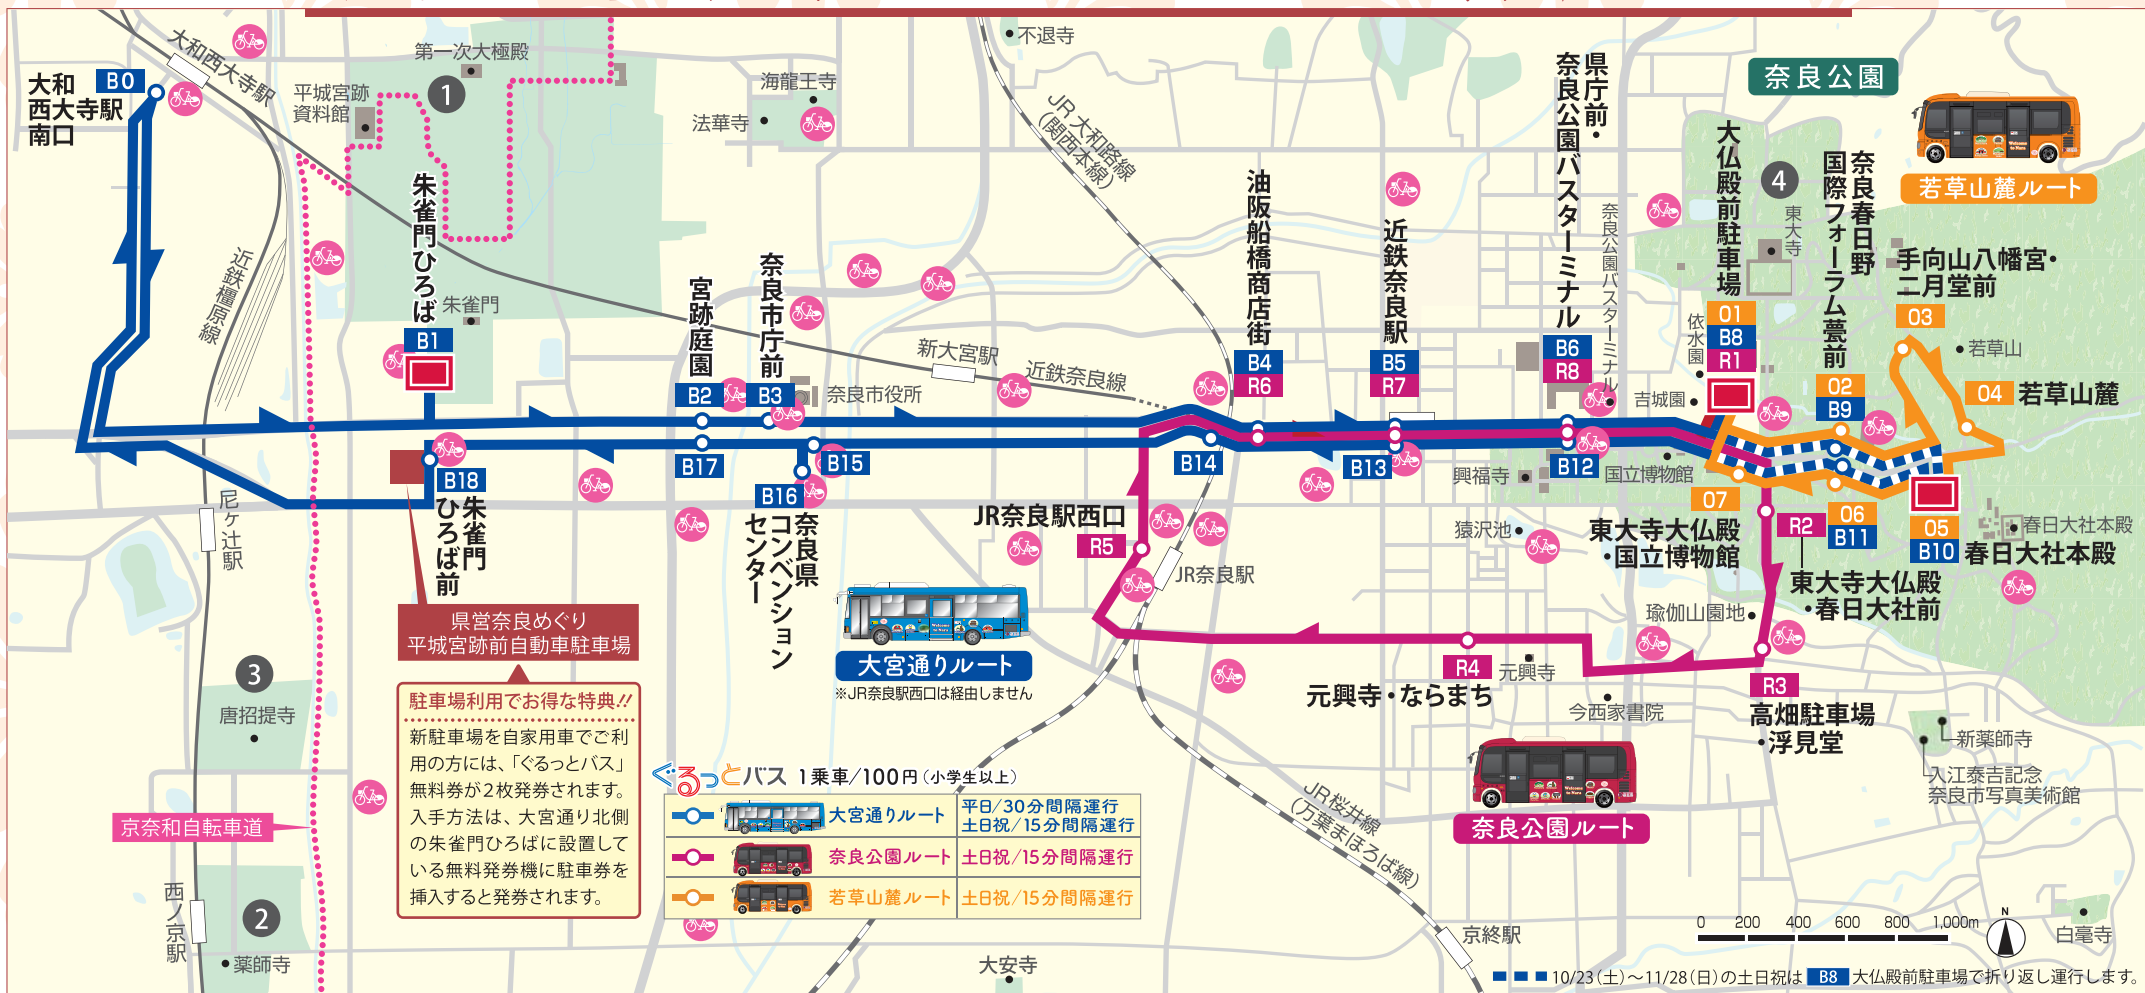 大和
西大寺駅
南口
B0
大和西大寺駅
第一次大極殿
1
平城宮跡
資料館
海龍王寺
法華寺
不退寺
JR 大和路線
(関西本線)
県庁前・
奈良公園バスターミナル
奈良公園バスターミナル
奈良公園
大仏殿前駐車場
4
東大寺
奈良春日野
国際フォーラム甍前
若草山麓ルート
手向山八幡宮・
二月堂前
近鉄橿原線
朱雀門ひろば
朱雀門
B1
宮跡庭園
奈良市庁前
B2
B3
奈良市役所
新大宮駅
近鉄奈良線
油阪船橋商店街
B4
R6
近鉄奈良駅
B5
R7
B6
R8
吉城園
依水園
O1
B8
R1
O2
B9
O3
若草山
O4
若草山麓
B18
朱雀門
ひろば前
B17
B15
B16
奈良県
コンベンション
センター
B14
B13
B12
興福寺
国立博物館
猿沢池
O7
東大寺大仏殿
・国立博物館
R2
東大寺大仏殿
・春日大社前
O6
B11
O5
B10
春日大社本殿
春日大社本殿
尼ヶ辻駅
JR奈良駅西口
R5
JR奈良駅
県営奈良めぐり
平城宮跡前自動車駐車場
大宮通りルート
※JR奈良駅西口は経由しません
瑜伽山園地
R4
元興寺・ならまち
元興寺
今西家書院
R3
高畑駐車場
・浮見堂
新薬師寺
入江泰吉記念
奈良市写真美術館
3
唐招提寺
駐車場利用でお得な特典!!
新駐車場を自家用車でご利
用の方には、「ぐるっとバス」
無料券が2枚発券されます。
入手方法は、大宮通り北側
の朱雀門ひろばに設置して
いる無料発券機に駐車券を
挿入すると発券されます。
京奈和自転車道
西ノ京駅
2
薬師寺
ぐるっとバス 1乗車/100円(小学生以上)
大宮通りルート 平日/30分間隔運行
土日祝/15分間隔運行
奈良公園ルート 土日祝/15分間隔運行
若草山麓ルート 土日祝/15分間隔運行
奈良公園ルート
JR桜井線
(万葉まほろば線)
京終駅
大安寺
白毫寺
0 200 400 600 800 1,000m
N
10/23(土)〜11/28(日)の土日祝は B8 大仏殿前駐車場で折り返し運行します。